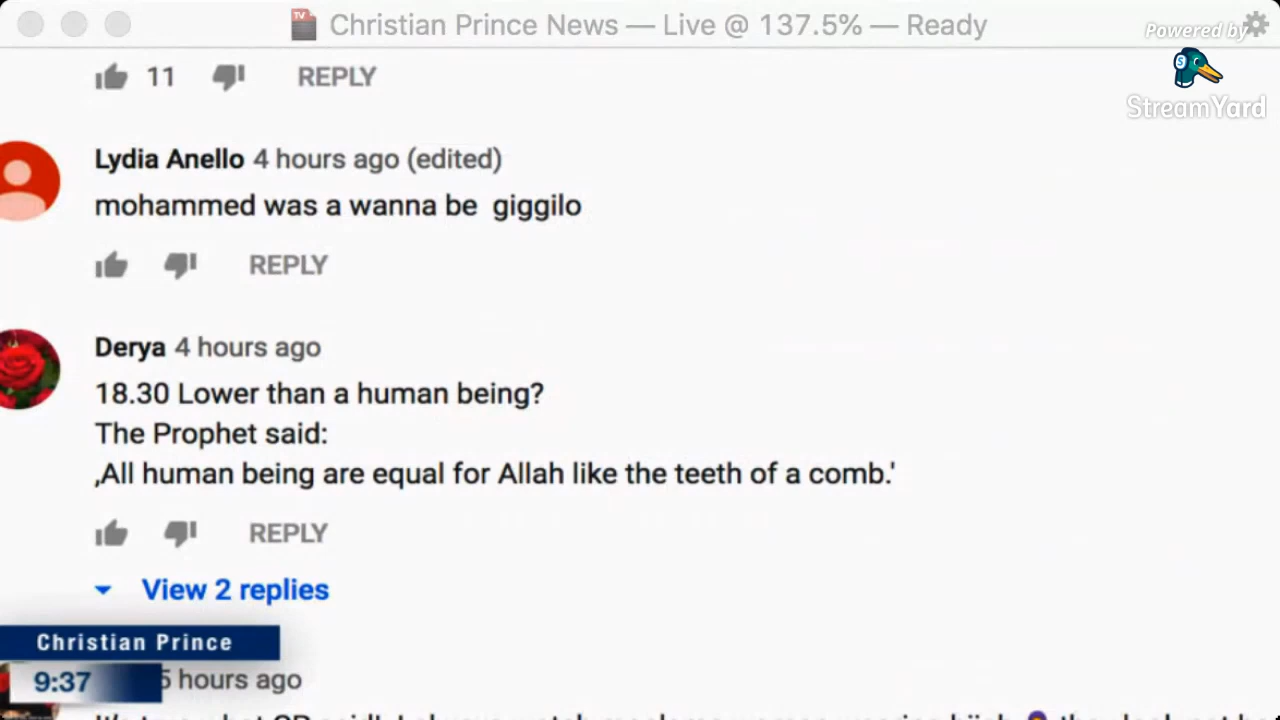 Christian Prince News — Live @ 137.5% — Ready
Powered by
StreamYard
11 REPLY
Lydia Anello 4 hours ago (edited)
mohammed was a wanna be giggilo
REPLY
Derya 4 hours ago
18.30 Lower than a human being?
The Prophet said:
‚All human being are equal for Allah like the teeth of a comb.'
REPLY
View 2 replies
Christian Prince
9:37
5 hours ago